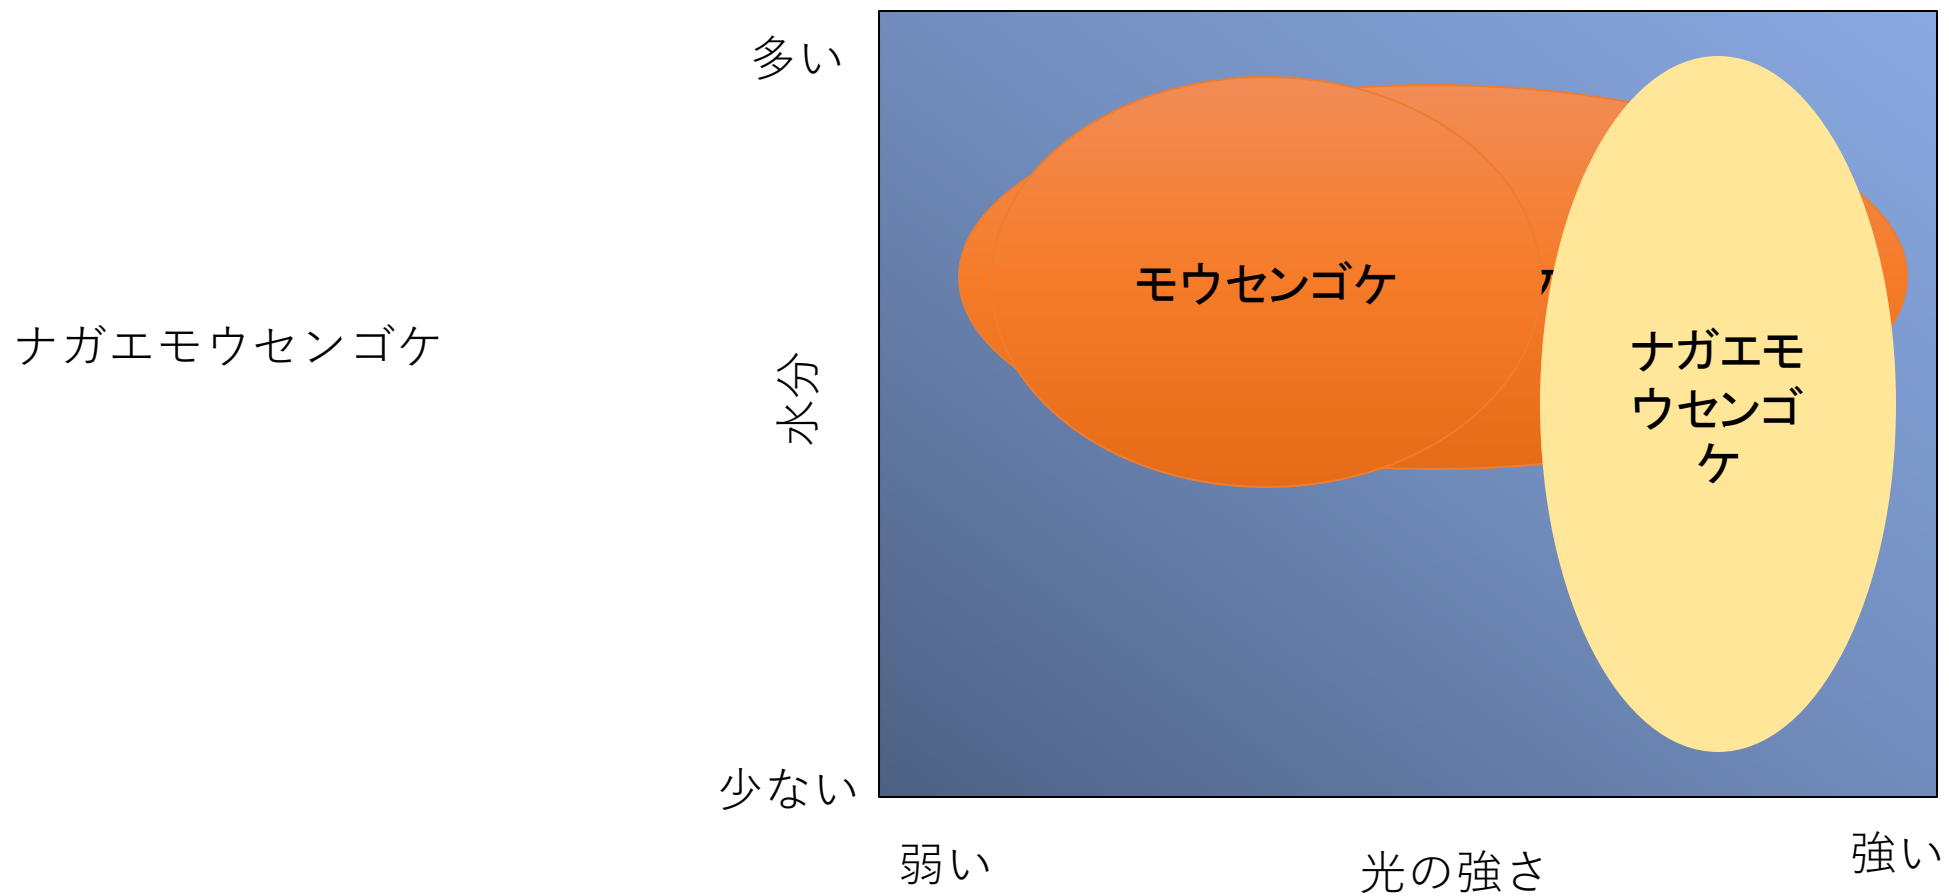 多い
モウセンゴケ
ナガエモウセンゴケ
水分
ナガエモ
ウセンゴ
ケ
少ない
弱い
光の強さ
強い